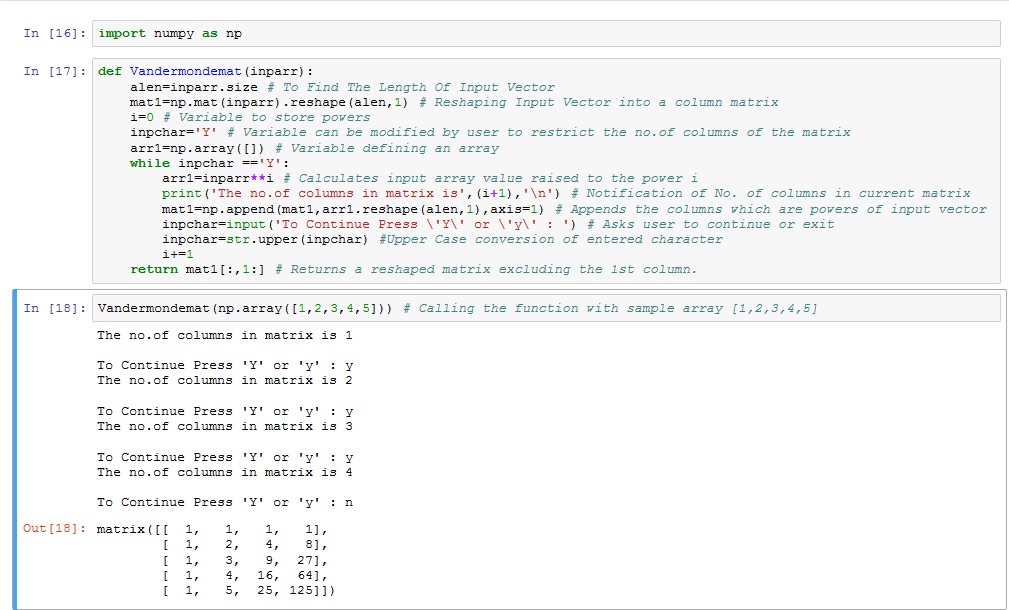 In [16]: import numpy as np
In [17]: def Vandermondemat(inparr):
    alen=inparr.size # To Find The Length Of Input Vector
    mat1=np.mat(inparr).reshape(alen,1) # Reshaping Input Vector into a column matrix
    i=0 # Variable to store powers
    inpchar='Y' # Variable can be modified by user to restrict the no.of columns of the matrix
    arr1=np.array([]) # Variable defining an array
    while inpchar =='Y':
        arr1=inparr**i # Calculates input array value raised to the power i
        print('The no.of columns in matrix is',(i+1),'\n') # Notification of No. of columns in current matrix
        mat1=np.append(mat1,arr1.reshape(alen,1),axis=1) # Appends the columns which are powers of input vector
        inpchar=input('To Continue Press \'Y\' or \'y\' : ') # Asks user to continue or exit
        inpchar=str.upper(inpchar) #Upper Case conversion of entered character
        i+=1
    return mat1[:,1:] # Returns a reshaped matrix excluding the 1st column.
In [18]: Vandermondemat(np.array([1,2,3,4,5])) # Calling the function with sample array [1,2,3,4,5]
The no.of columns in matrix is 1
To Continue Press 'Y' or 'y' : y
The no.of columns in matrix is 2
To Continue Press 'Y' or 'y' : y
The no.of columns in matrix is 3
To Continue Press 'Y' or 'y' : y
The no.of columns in matrix is 4
To Continue Press 'Y' or 'y' : n
Out[18]: matrix([[  1,   1,   1,   1],
        [  1,   2,   4,   8],
        [  1,   3,   9,  27],
        [  1,   4,  16,  64],
        [  1,   5,  25, 125]])